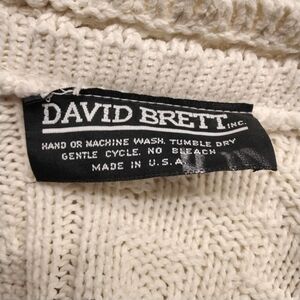 DAVID BRETT INC.
HAND OR MACHINE WASH. TUMBLE DRY
GENTLE CYCLE. NO BLEACH
MADE IN U.S.A.